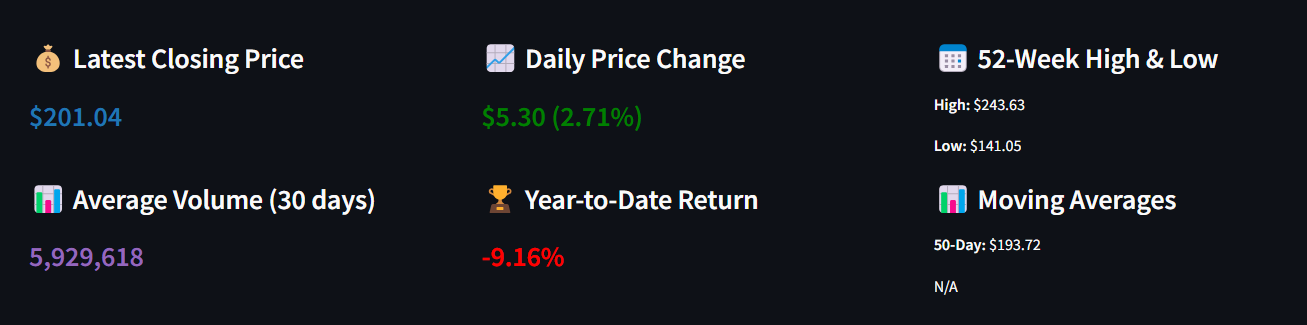 Latest Closing Price
$201.04
Daily Price Change
$5.30 (2.71%)
52-Week High & Low
High: $243.63
Low: $141.05
Average Volume (30 days)
5,929,618
Year-to-Date Return
-9.16%
Moving Averages
50-Day: $193.72
N/A